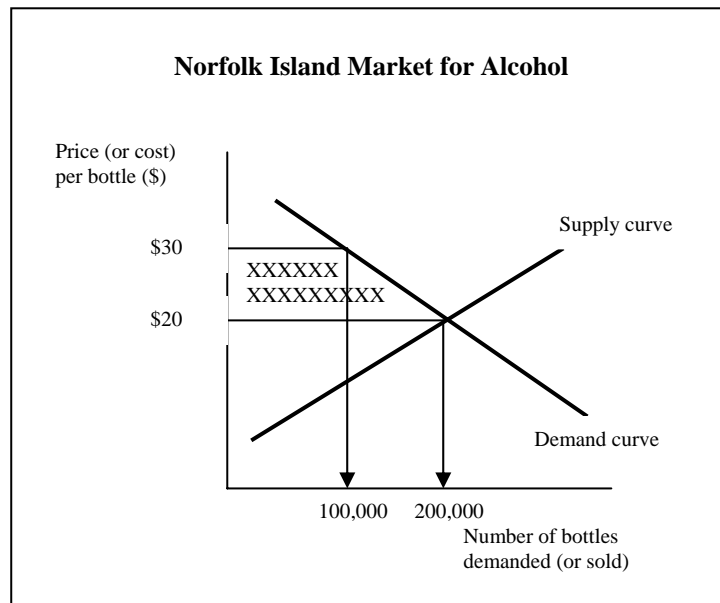 Norfolk Island Market for Alcohol
Price (or cost)
per bottle ($)
Supply curve
$30
XXXXXX
XXXXXXXXX
$20
Demand curve
100,000 200,000
Number of bottles
demanded (or sold)